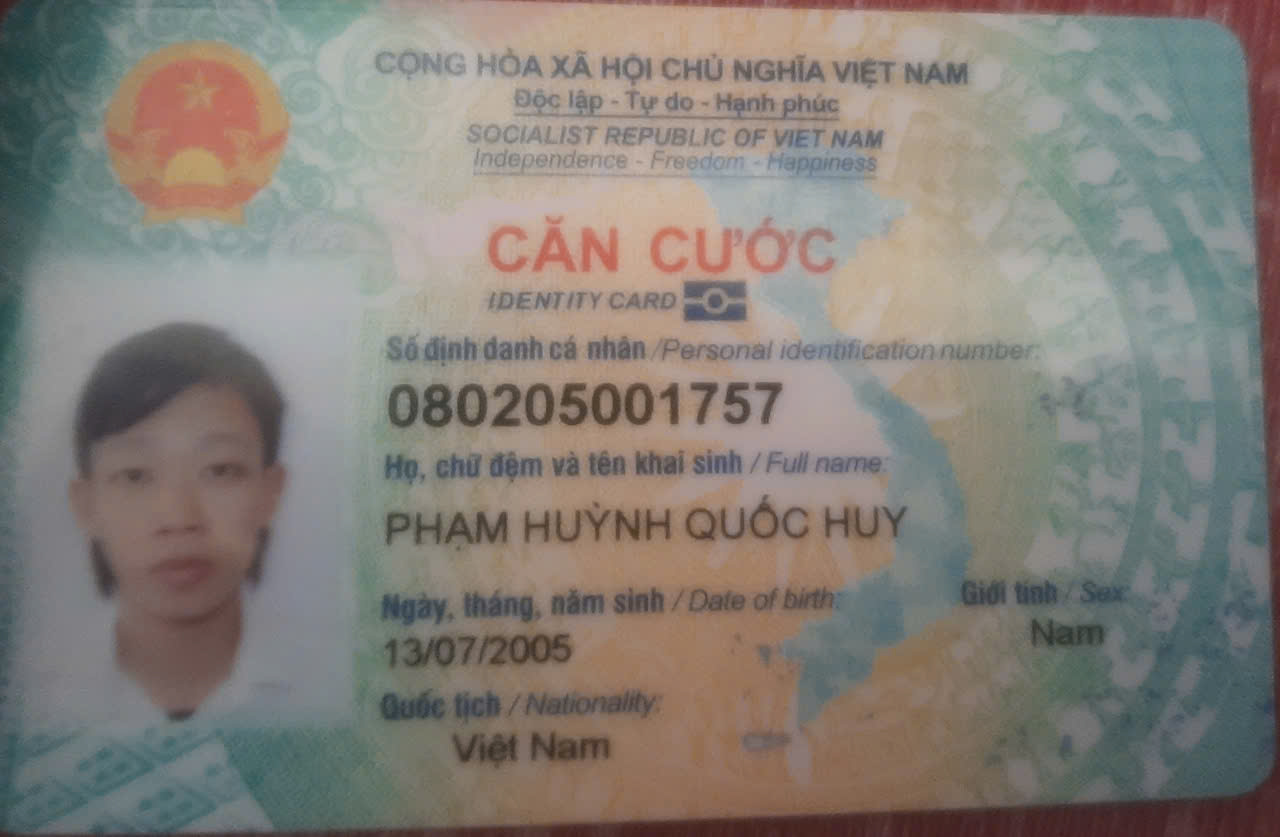 CỘNG HÒA XÃ HỘI CHỦ NGHĨA VIỆT NAM
Độc lập - Tự do - Hạnh phúc
SOCIALIST REPUBLIC OF VIET NAM
Independence - Freedom - Happiness
CĂN CƯỚC
IDENTITY CARD
Số định danh cá nhân /Personal identification number:
080205001757
Họ, chữ đệm và tên khai sinh / Full name:
PHẠM HUỲNH QUỐC HUY
Ngày, tháng, năm sinh / Date of birth: Giới tính / Sex:
13/07/2005 Nam
Quốc tịch / Nationality:
Việt Nam